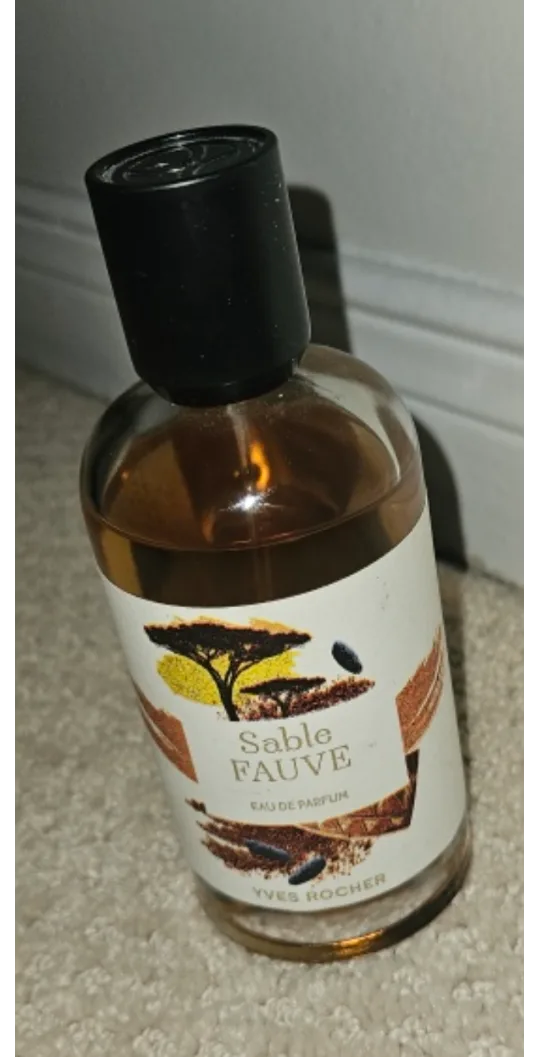 Sable
FAUVE
EAU DE PARFUM
YVES ROCHER